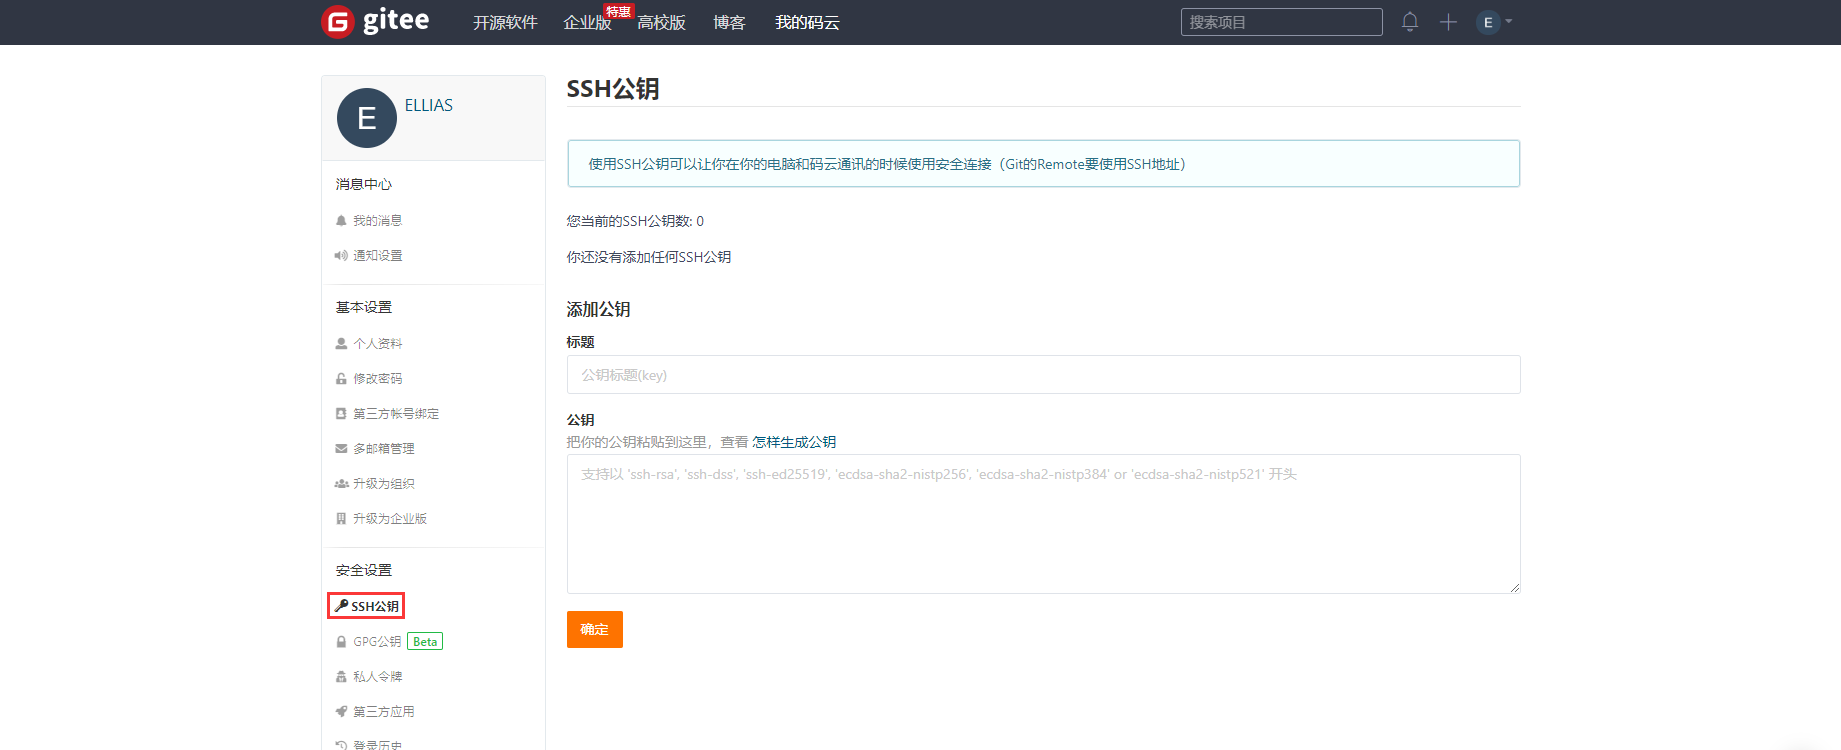 gitee
开源软件
企业版
特惠
高校版
博客
我的码云
搜索项目
E
E
ELLIAS
消息中心
我的消息
通知设置
基本设置
个人资料
修改密码
第三方帐号绑定
多邮箱管理
升级为组织
升级为企业版
安全设置
SSH公钥
GPG公钥 Beta
私人令牌
第三方应用
登录历史
SSH公钥
使用SSH公钥可以让你在你的电脑和码云通讯的时候使用安全连接（Git的Remote要使用SSH地址）
您当前的SSH公钥数: 0
你还没有添加任何SSH公钥
添加公钥
标题
公钥标题(key)
公钥
把你的公钥粘贴到这里，查看 怎样生成公钥
支持以 'ssh-rsa', 'ssh-dss', 'ssh-ed25519', 'ecdsa-sha2-nistp256', 'ecdsa-sha2-nistp384' or 'ecdsa-sha2-nistp521' 开头
确定